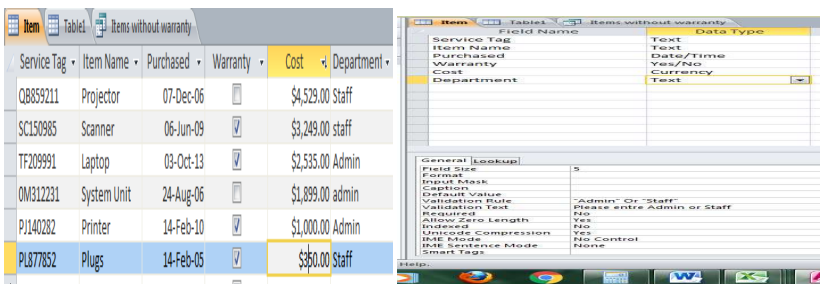 Item Table1 Items without warranty
Service Tag Item Name Purchased Warranty Cost Department
QB859211 Projector 07-Dec-06 $4,529.00 Staff
SC150985 Scanner 06-Jun-09 $3,249.00 staff
TF209991 Laptop 03-Oct-13 $2,535.00 Admin
0M312231 System Unit 24-Aug-06 $1,899.00 admin
PJ140282 Printer 14-Feb-10 $1,000.00 Admin
PL877852 Plugs 14-Feb-05 $350.00 Staff
Item Table1 Items without warranty
Field Name Data Type
Service Tag Text
Item Name Text
Purchased Date/Time
Warranty Yes/No
Cost Currency
Department Text
General Lookup
Field Size 5
Format
Input Mask
Caption
Default Value
Validation Rule "Admin" Or "Staff"
Validation Text Please entre Admin or Staff
Required No
Allow Zero Length Yes
Indexed No
Unicode Compression Yes
IME Mode No Control
IME Sentence Mode None
Smart Tags
Help.